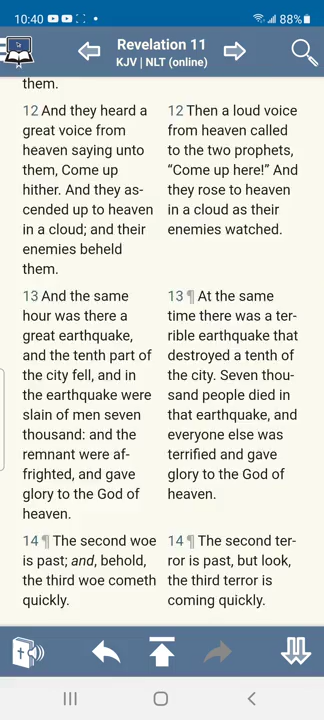 10:40
88%
Revelation 11
KJV | NLT (online)
them.
12 And they heard a
great voice from
heaven saying unto
them, Come up
hither. And they as-
cended up to heaven
in a cloud; and their
enemies beheld
them.
12 Then a loud voice
from heaven called
to the two prophets,
“Come up here!” And
they rose to heaven
in a cloud as their
enemies watched.
13 And the same
hour was there a
great earthquake,
and the tenth part of
the city fell, and in
the earthquake were
slain of men seven
thousand: and the
remnant were af-
frighted, and gave
glory to the God of
heaven.
13 ¶ At the same
time there was a ter-
rible earthquake that
destroyed a tenth of
the city. Seven thou-
sand people died in
that earthquake, and
everyone else was
terrified and gave
glory to the God of
heaven.
14 ¶ The second woe
is past; and, behold,
the third woe cometh
quickly.
14 ¶ The second ter-
ror is past, but look,
the third terror is
coming quickly.